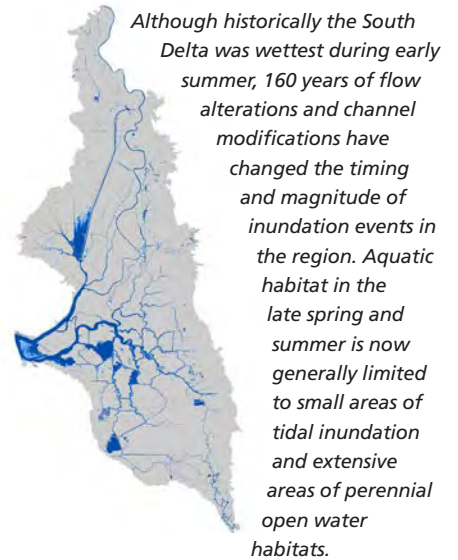 Although historically the South
Delta was wettest during early
summer, 160 years of flow
alterations and channel
modifications have
changed the timing
and magnitude of
inundation events in
the region. Aquatic
habitat in the
late spring and
summer is now
generally limited
to small areas of
tidal inundation
and extensive
areas of perennial
open water
habitats.